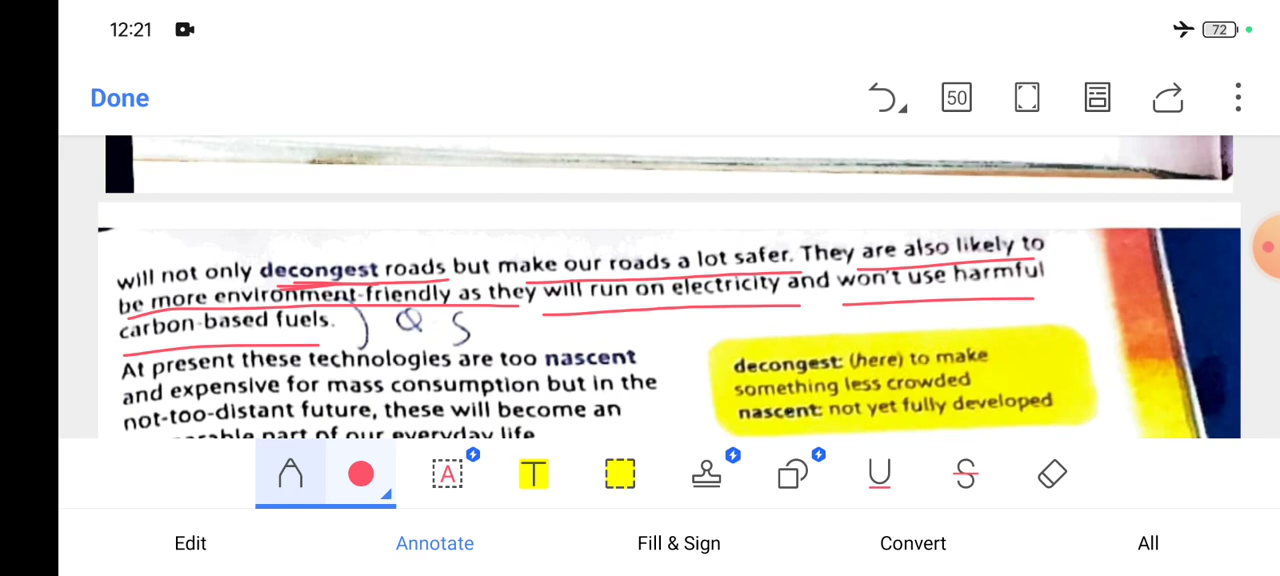 12:21
72
Done
50
will not only decongest roads but make our roads a lot safer. They are also likely to
be more environment-friendly as they will run on electricity and won't use harmful
carbon-based fuels.
Q 5
At present these technologies are too nascent
and expensive for mass consumption but in the
not-too-distant future, these will become an
part of our everyday life
decongest: (here) to make
something less crowded
nascent: not yet fully developed
A
T
U
S
Edit
Annotate
Fill & Sign
Convert
All